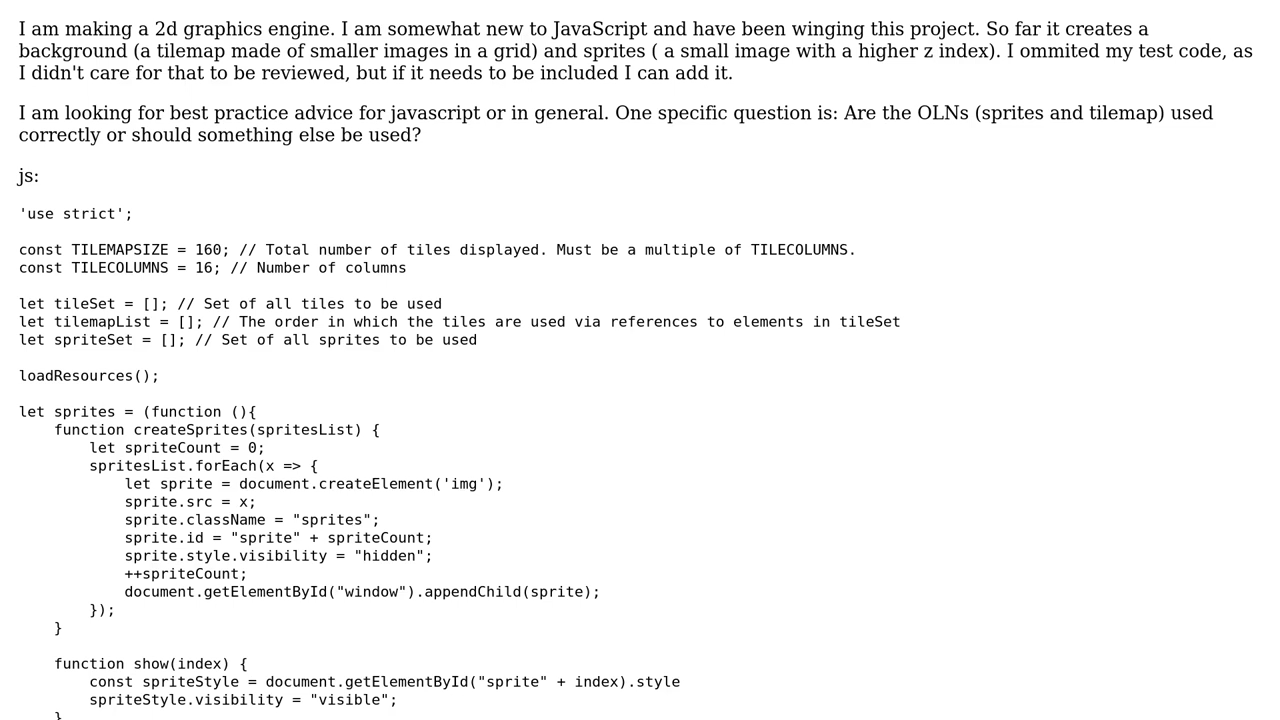 I am making a 2d graphics engine. I am somewhat new to JavaScript and have been winging this project. So far it creates a
background (a tilemap made of smaller images in a grid) and sprites ( a small image with a higher z index). I ommited my test code, as
I didn't care for that to be reviewed, but if it needs to be included I can add it.
I am looking for best practice advice for javascript or in general. One specific question is: Are the OLNs (sprites and tilemap) used
correctly or should something else be used?
js:
'use strict';
const TILEMAPSIZE = 160; // Total number of tiles displayed. Must be a multiple of TILECOLUMNS.
const TILECOLUMNS = 16; // Number of columns
let tileSet = []; // Set of all tiles to be used
let tilemapList = []; // The order in which the tiles are used via references to elements in tileSet
let spriteSet = []; // Set of all sprites to be used
loadResources();
let sprites = (function (){
    function createSprites(spritesList) {
        let spriteCount = 0;
        spritesList.forEach(x => {
            let sprite = document.createElement('img');
            sprite.src = x;
            sprite.className = "sprites";
            sprite.id = "sprite" + spriteCount;
            sprite.style.visibility = "hidden";
            ++spriteCount;
            document.getElementById("window").appendChild(sprite);
        });
    }
    function show(index) {
        const spriteStyle = document.getElementById("sprite" + index).style
        spriteStyle.visibility = "visible";
    }